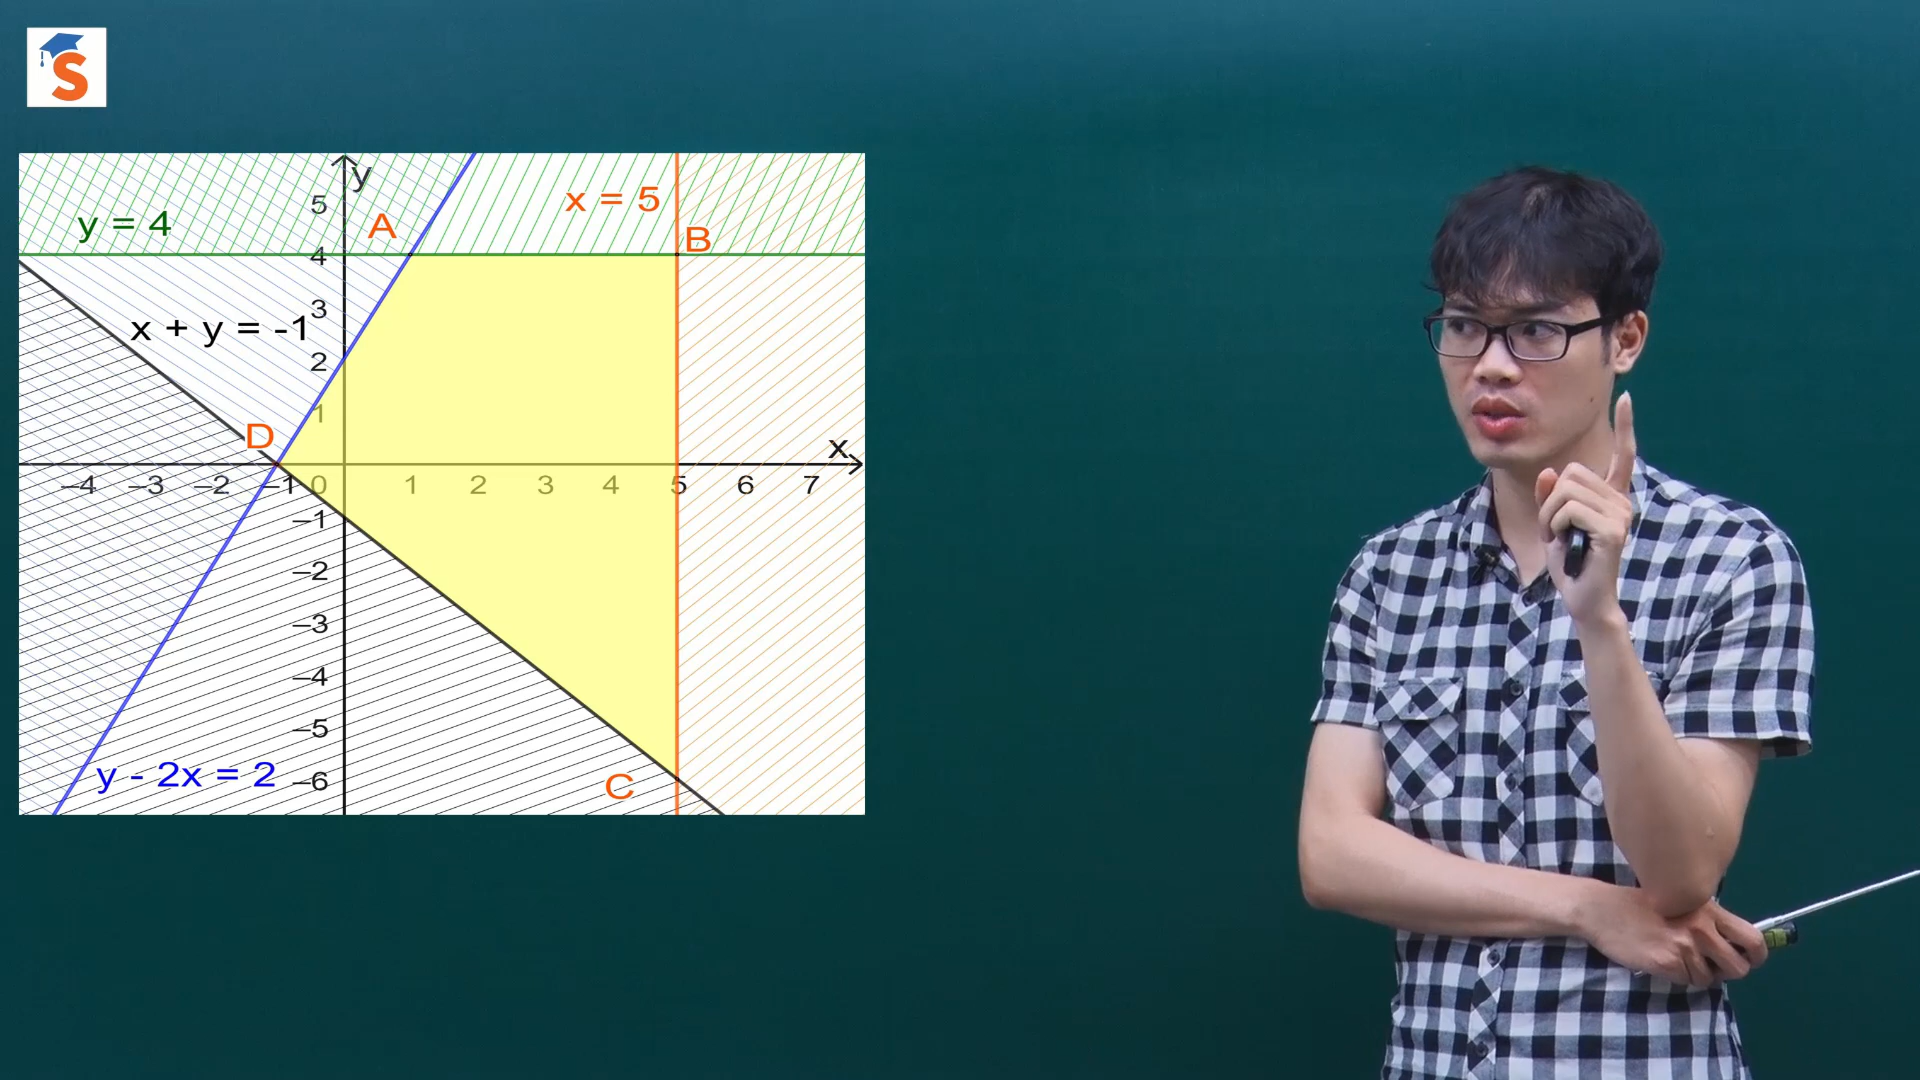 S
y
5
x = 5
y = 4
A
B
4
3
x + y = -1
2
1
D
x
–4 –3 –2 –1 0 1 2 3 4 5 6 7
–1
–2
–3
–4
–5
y - 2x = 2
–6
C